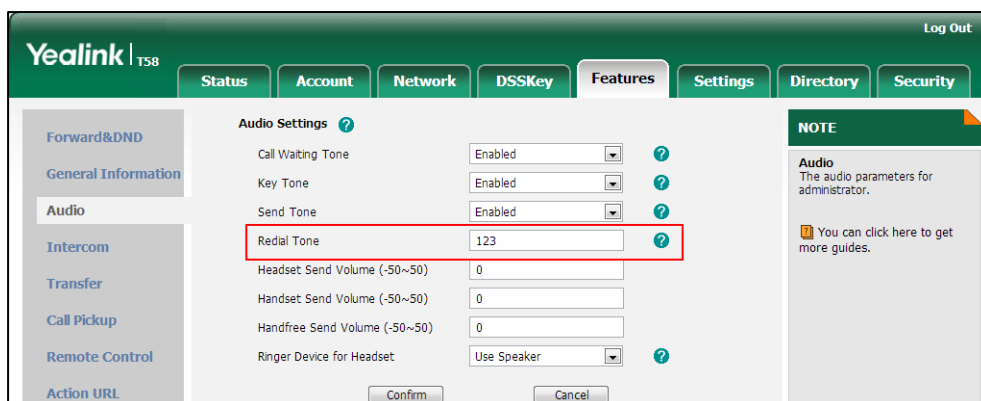 Log Out
Yealink T58
Status Account Network DSSKey Features Settings Directory Security
Forward&DND
General Information
Audio
Intercom
Transfer
Call Pickup
Remote Control
Action URL
Audio Settings ?
Call Waiting Tone Enabled ?
Key Tone Enabled ?
Send Tone Enabled ?
Redial Tone 123 ?
Headset Send Volume (-50~50) 0
Handset Send Volume (-50~50) 0
Handfree Send Volume (-50~50) 0
Ringer Device for Headset Use Speaker ?
Confirm Cancel
NOTE
Audio
The audio parameters for
administrator.
? You can click here to get
more guides.